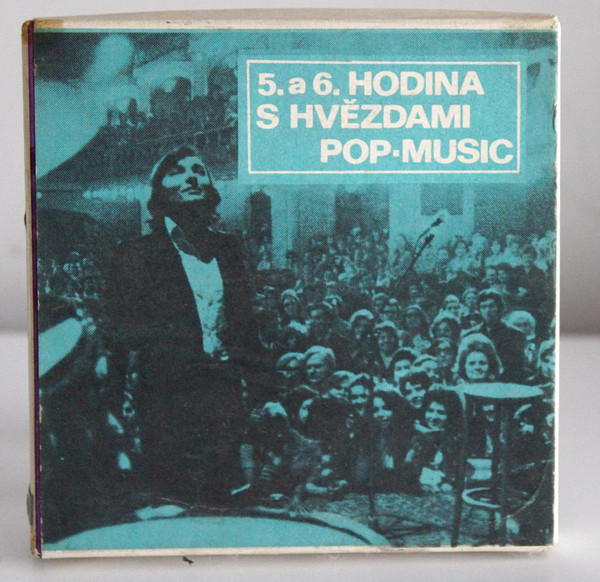 5. a 6. HODINA
S HVĚZDAMI
POP·MUSIC